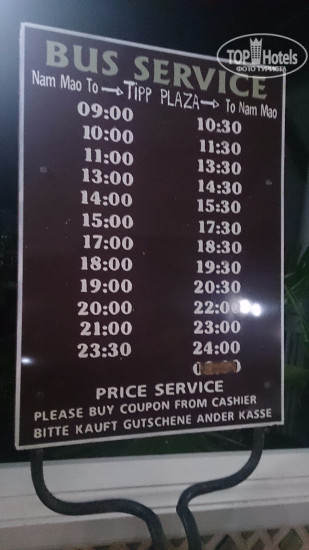 TOPHotels
ФОТО ТУРИСТА
BUS SERVICE
Nam Mao To → TIPP PLAZA → To Nam Mao
09:00 10:30
10:00 11:30
11:00 13:30
13:00 14:30
14:00 15:30
15:00 17:30
17:00 18:30
18:00 19:30
19:00 20:30
20:00 22:00
21:00 23:00
23:30 24:00
PRICE SERVICE
PLEASE BUY COUPON FROM CASHIER
BITTE KAUFT GUTSCHENE ANDER KASSE